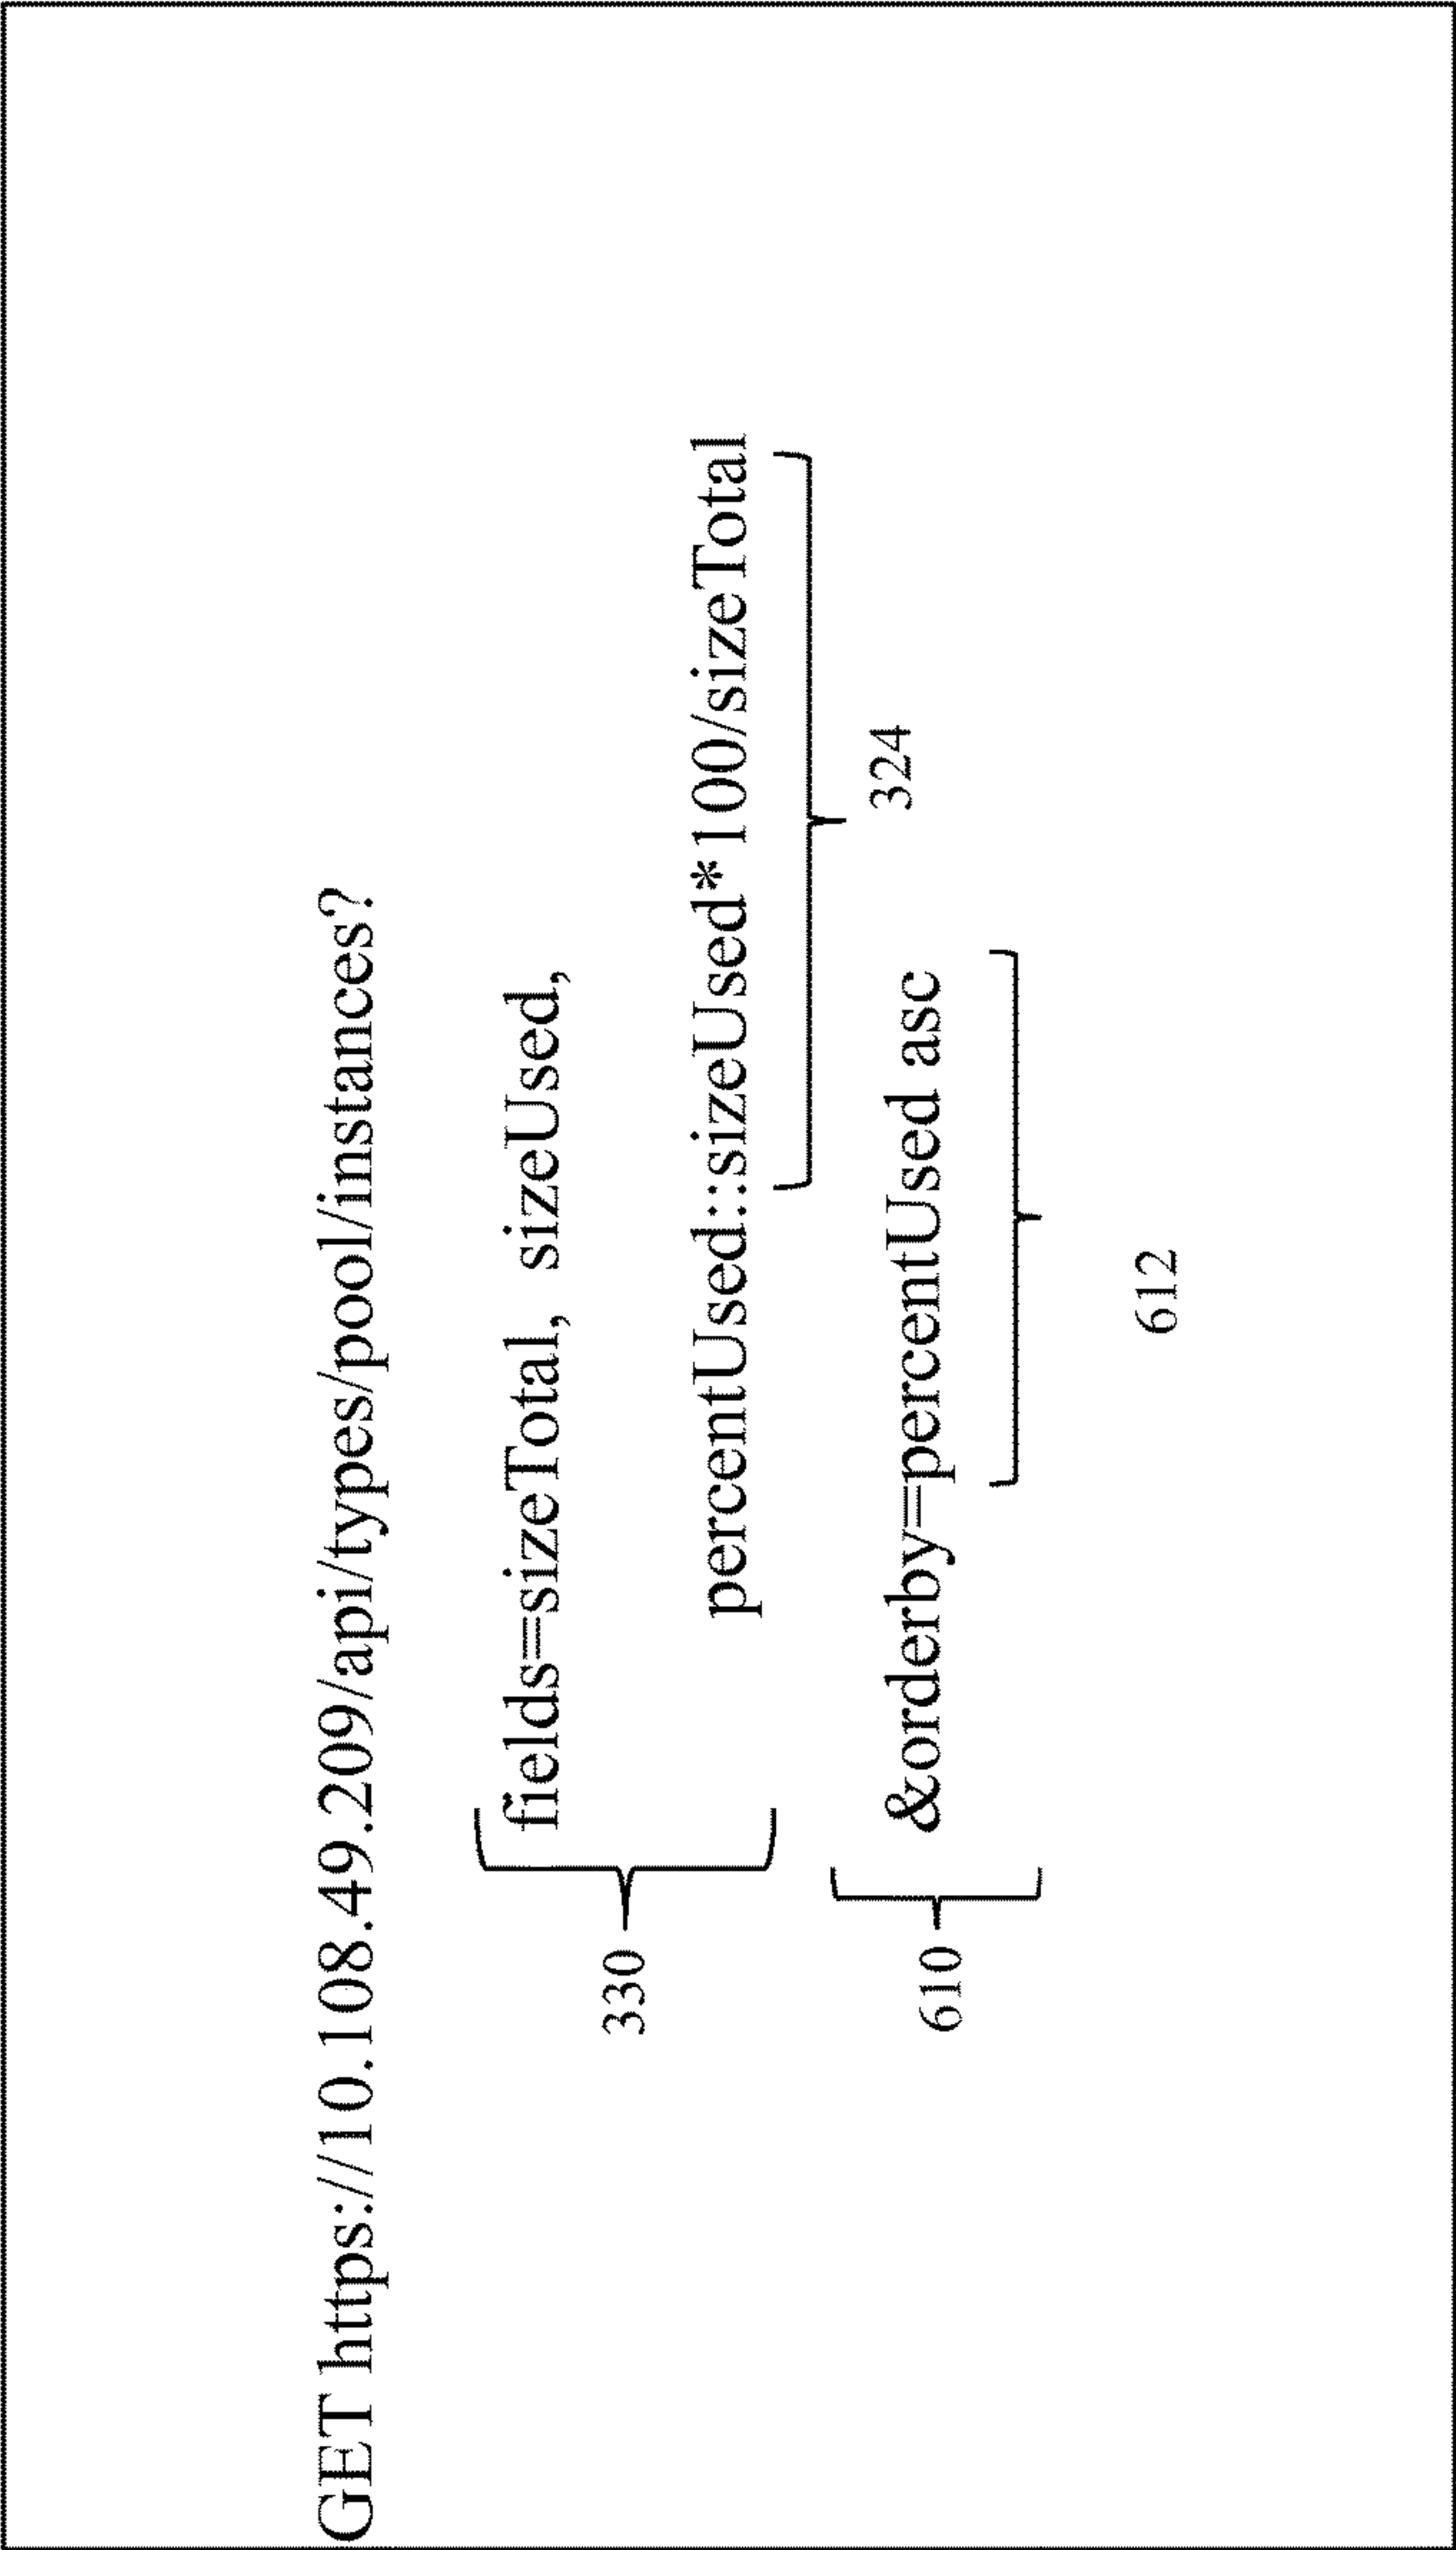 GET https://10.108.49.209/api/types/pool/instances?
330
fields=sizeTotal, sizeUsed,
percentUsed::sizeUsed*100/sizeTotal
324
610
&orderby=percentUsed asc
612